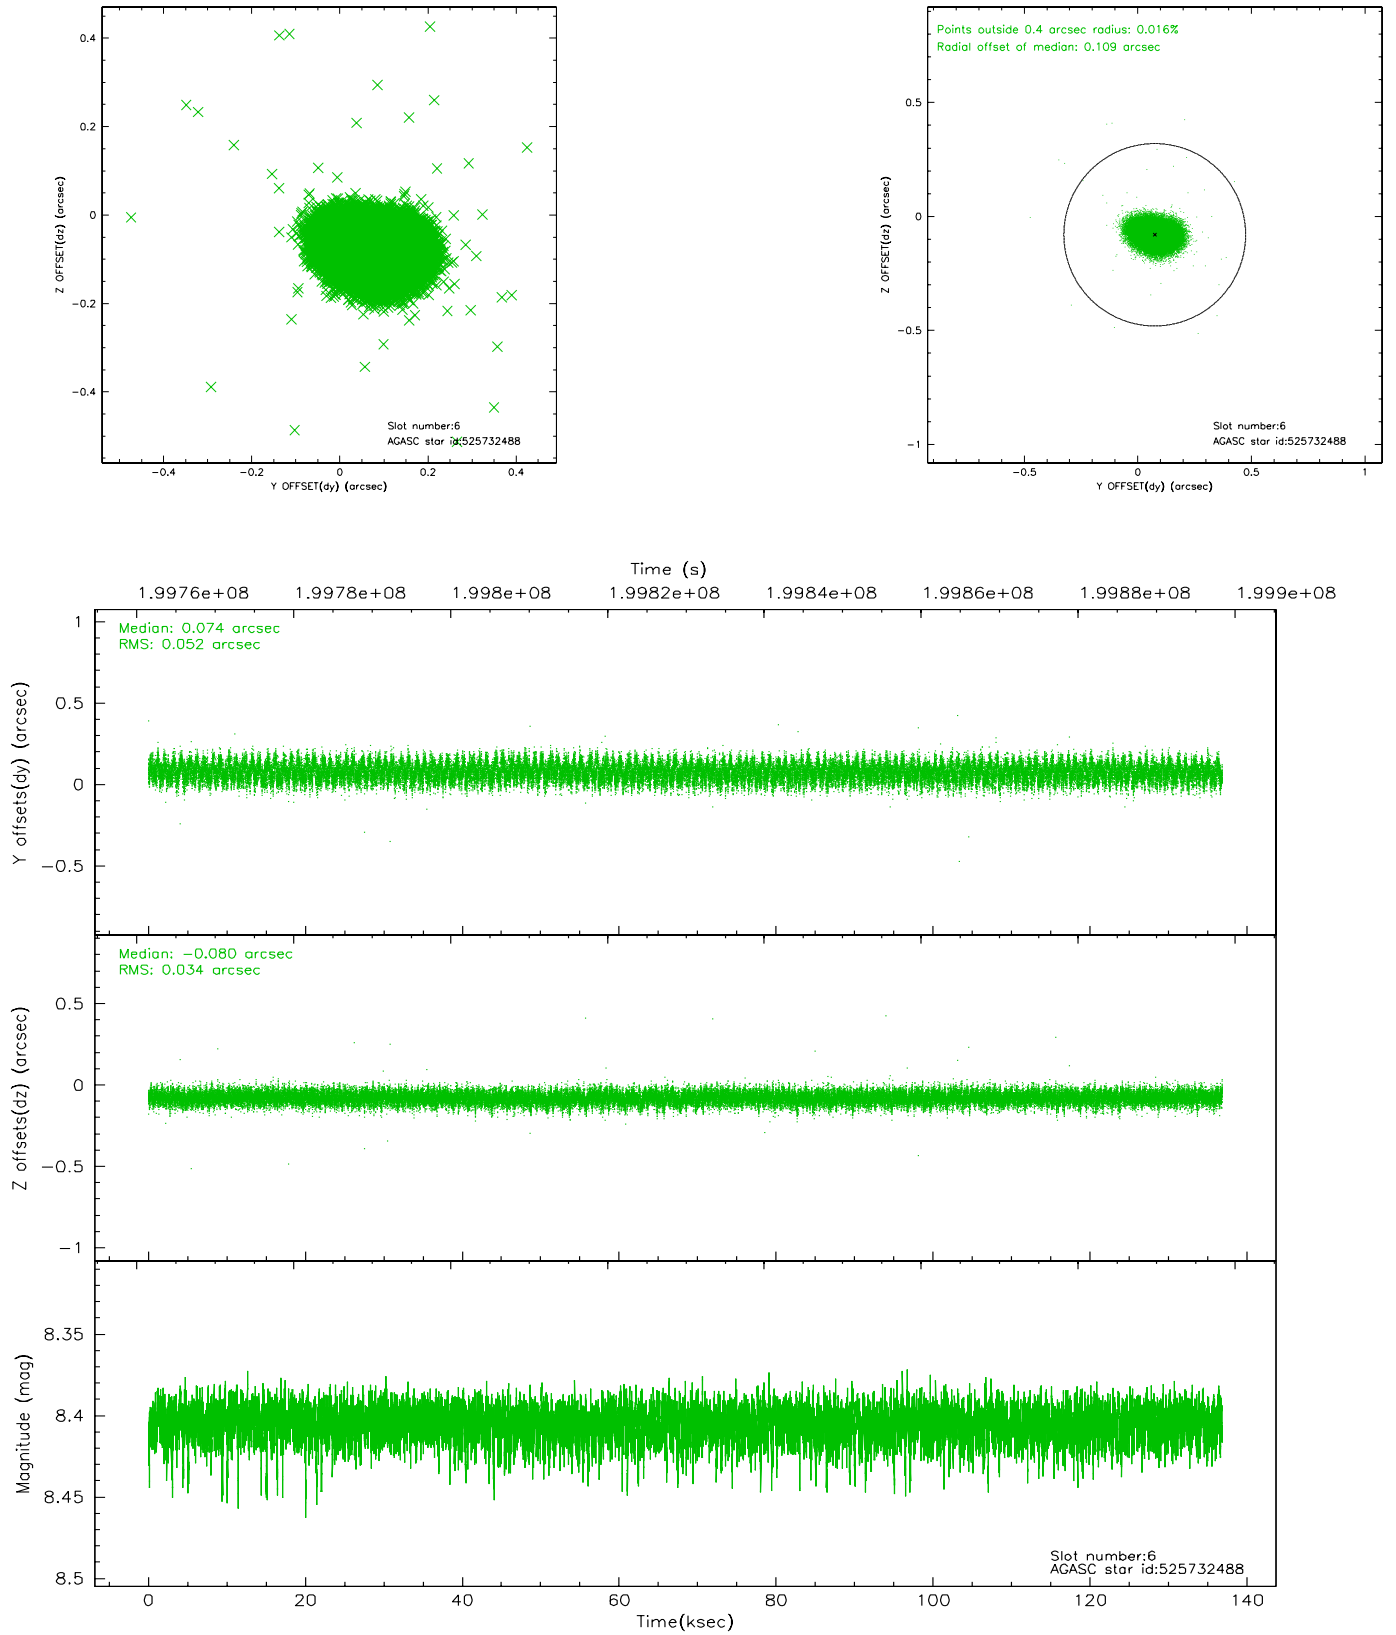 0.4
0.2
0
−0.2
−0.4
Z OFFSET(dz) (arcsec)
Slot number:6
AGASC star id:525732488
−0.4 −0.2 0 0.2 0.4
Y OFFSET(dy) (arcsec)
Points outside 0.4 arcsec radius: 0.016%
Radial offset of median: 0.109 arcsec
0.5
0
−0.5
−1
Z OFFSET(dz) (arcsec)
Slot number:6
AGASC star id:525732488
−0.5 0 0.5 1
Y OFFSET(dy) (arcsec)
Time (s)
1.9976e+08 1.9978e+08 1.998e+08 1.9982e+08 1.9984e+08 1.9986e+08 1.9988e+08 1.999e+08
Median: 0.074 arcsec
RMS: 0.052 arcsec
1
0.5
0
−0.5
Y offsets(dy) (arcsec)
Median: −0.080 arcsec
RMS: 0.034 arcsec
0.5
0
−0.5
−1
Z offsets(dz) (arcsec)
8.35
8.4
8.45
8.5
Magnitude (mag)
Slot number:6
AGASC star id:525732488
0 20 40 60 80 100 120 140
Time(ksec)